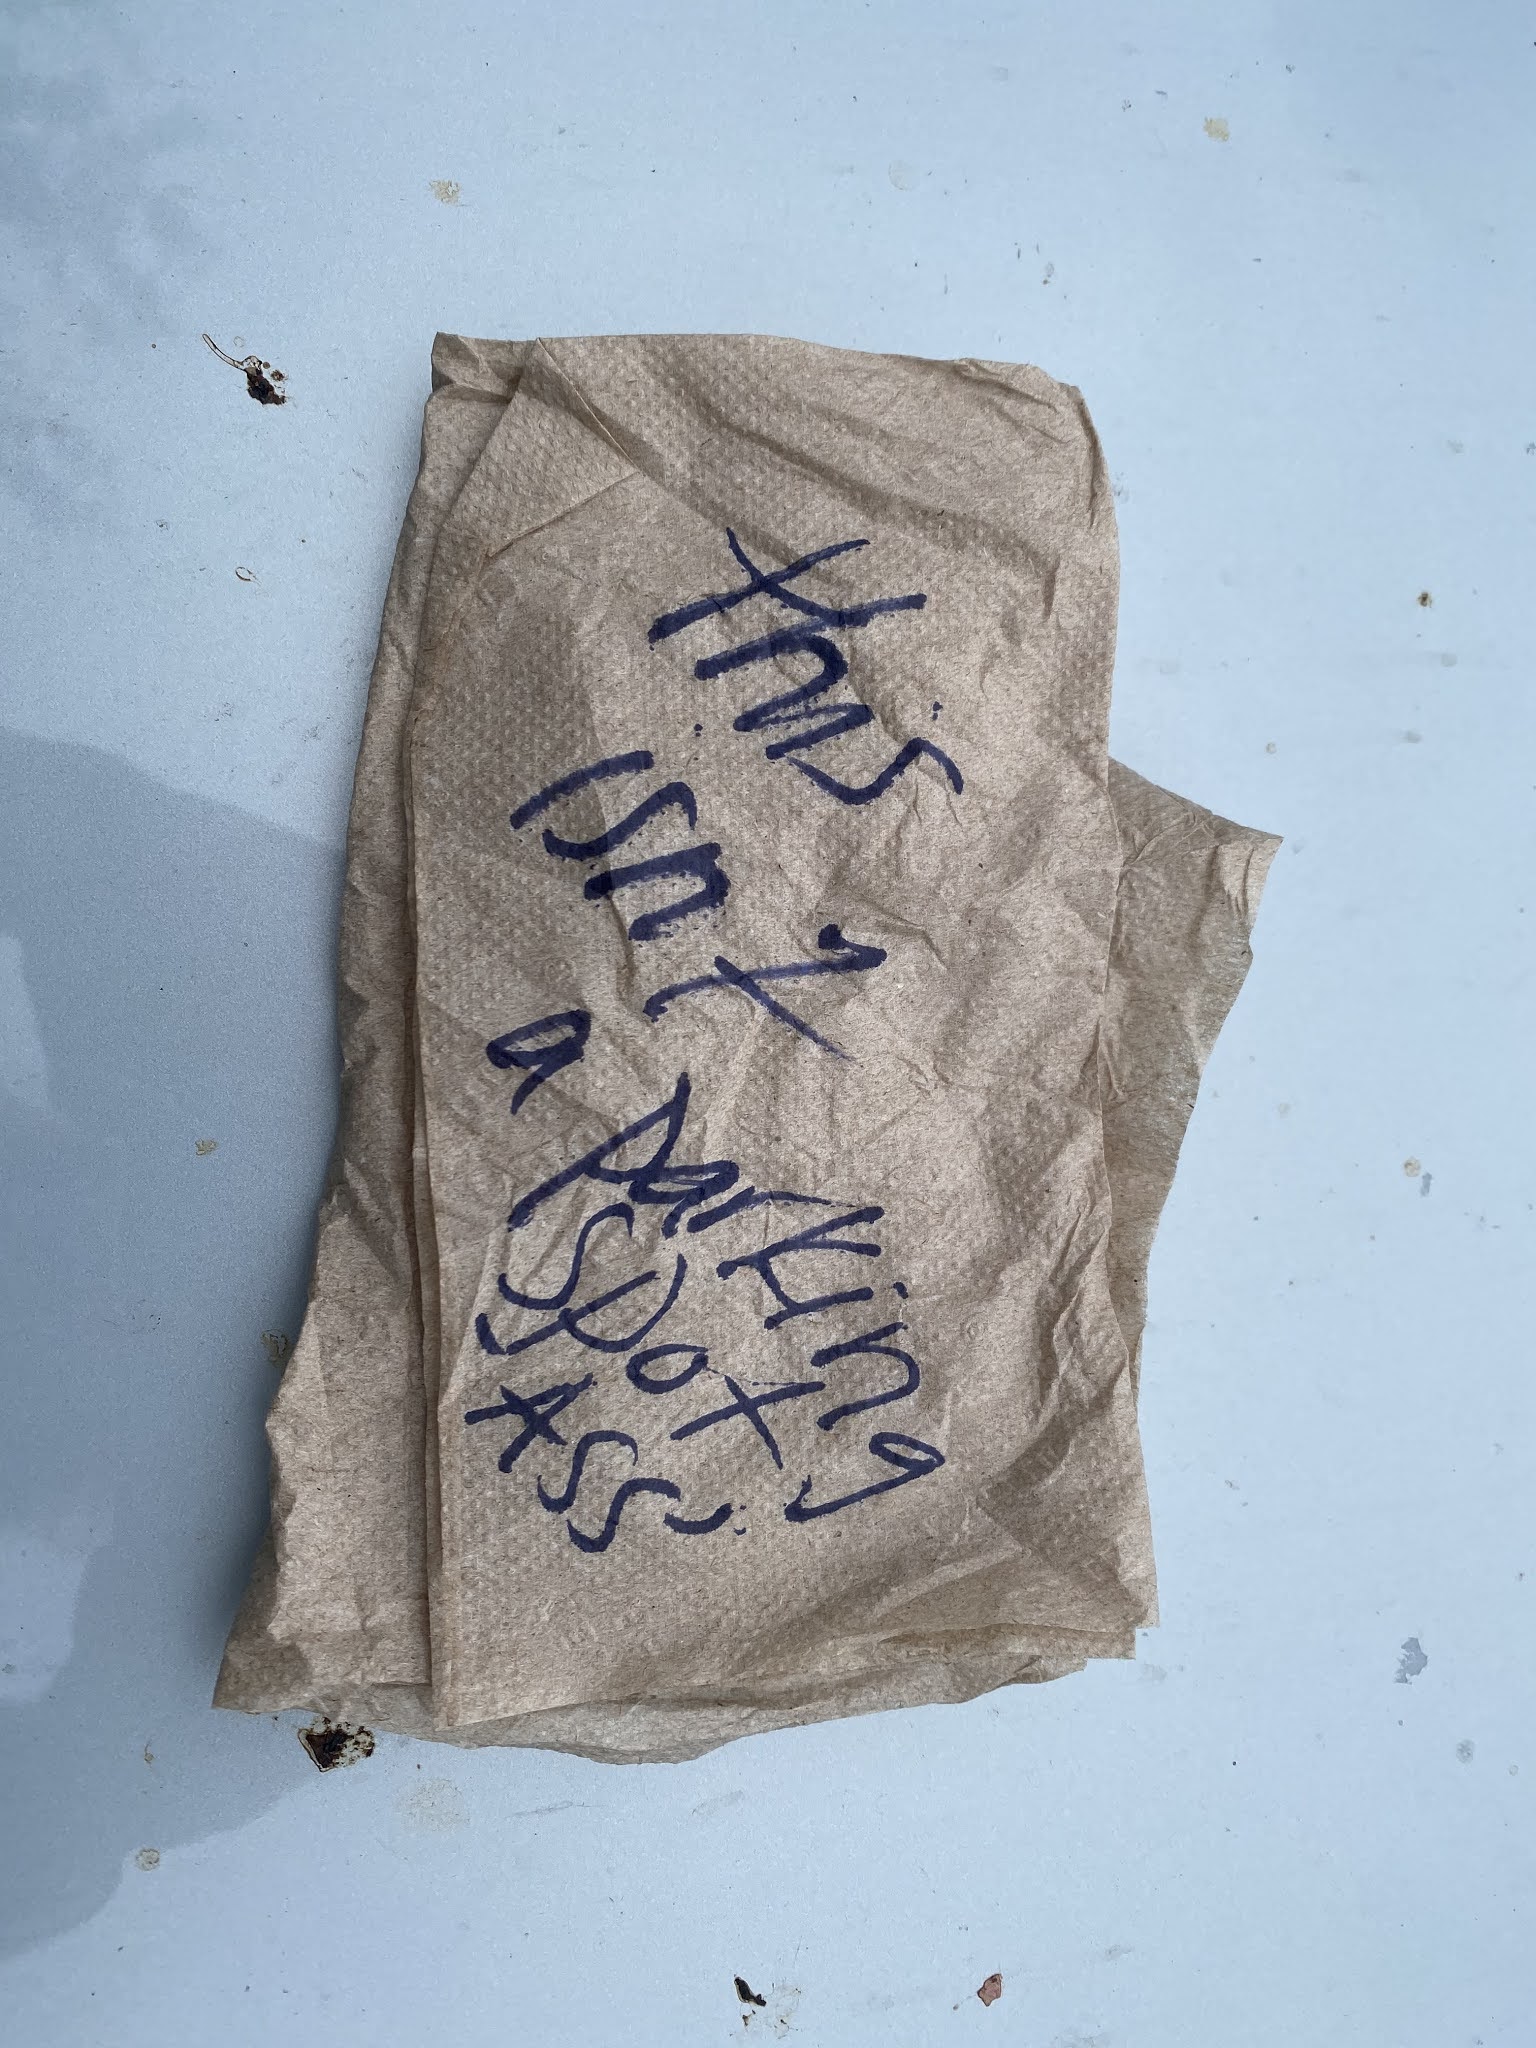 this
isn't
a parking
spot
Ass!